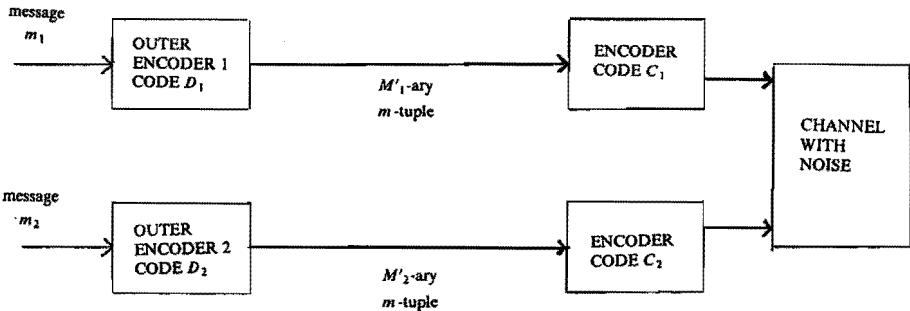 message
m₁
OUTER
ENCODER 1
CODE D₁
M'₁-ary
m-tuple
ENCODER
CODE C₁
CHANNEL
WITH
NOISE
message
m₂
OUTER
ENCODER 2
CODE D₂
M'₂-ary
m-tuple
ENCODER
CODE C₂